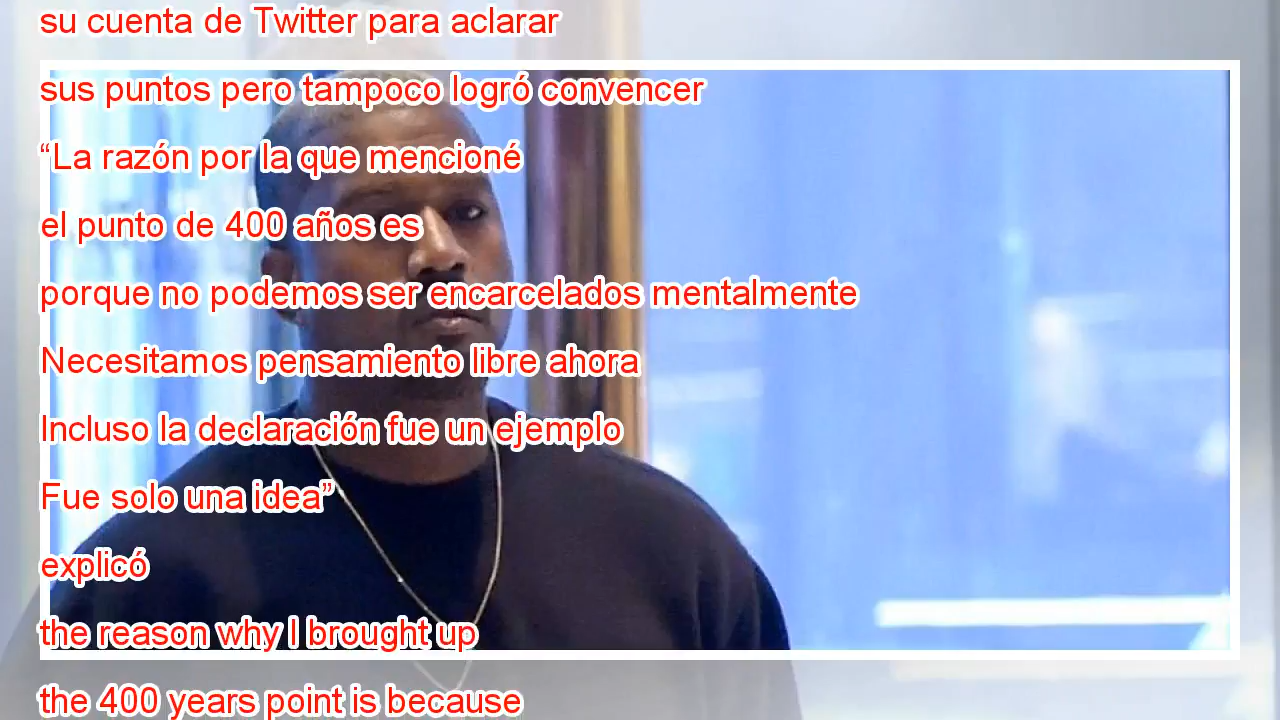 su cuenta de Twitter para aclarar
sus puntos pero tampoco logró convencer
“La razón por la que mencioné
el punto de 400 años es
porque no podemos ser encarcelados mentalmente
Necesitamos pensamiento libre ahora
Incluso la declaración fue un ejemplo
Fue solo una idea”
explicó
the reason why I brought up
the 400 years point is because